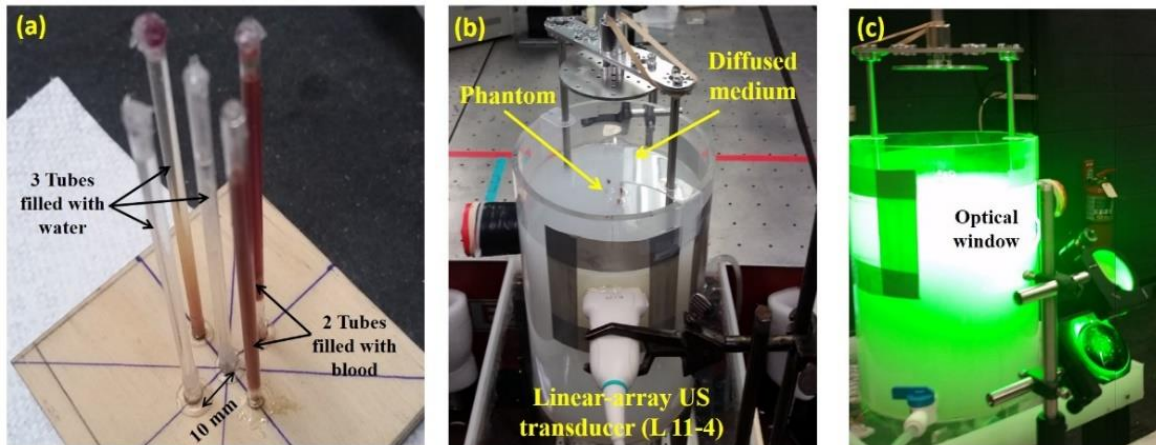 (a)
3 Tubes
filled with
water
2 Tubes
filled with
blood
10 mm
(b)
Phantom
Diffused
medium
Linear-array US
transducer (L 11-4)
(c)
Optical
window